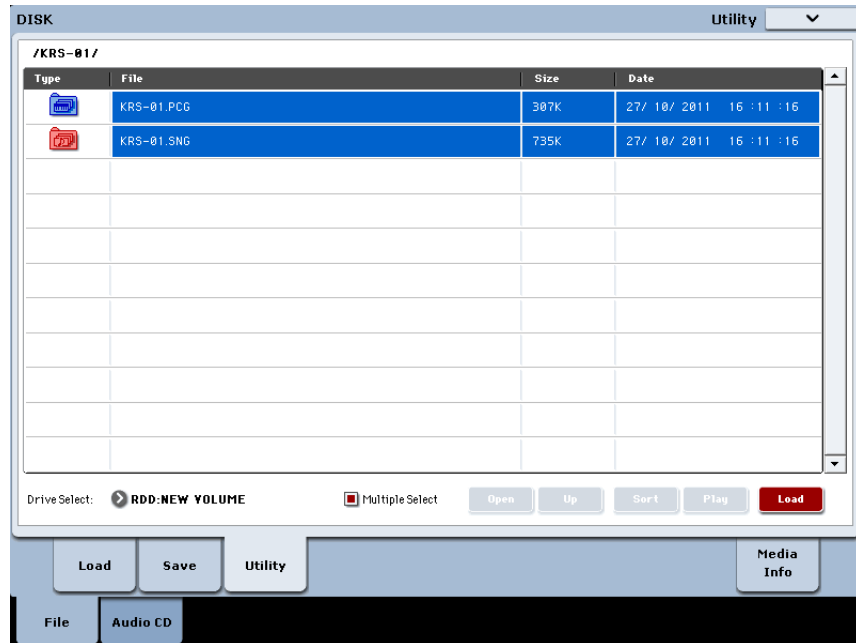 DISK Utility
/KRS-01/
Type File Size Date
KRS-01.PCG 307K 27/ 10/ 2011 16 :11 :16
KRS-01.SNG 735K 27/ 10/ 2011 16 :11 :16
Drive Select: RDD:NEW VOLUME Multiple Select Open Up Sort Play Load
Load Save Utility Media Info
File Audio CD